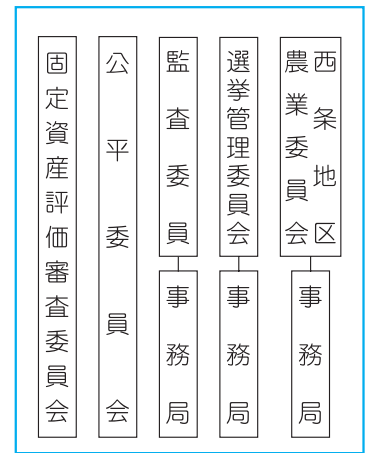 西条地区
農業委員会
事務局
選挙管理委員会
事務局
監査委員
事務局
公平委員会
固定資産評価審査委員会